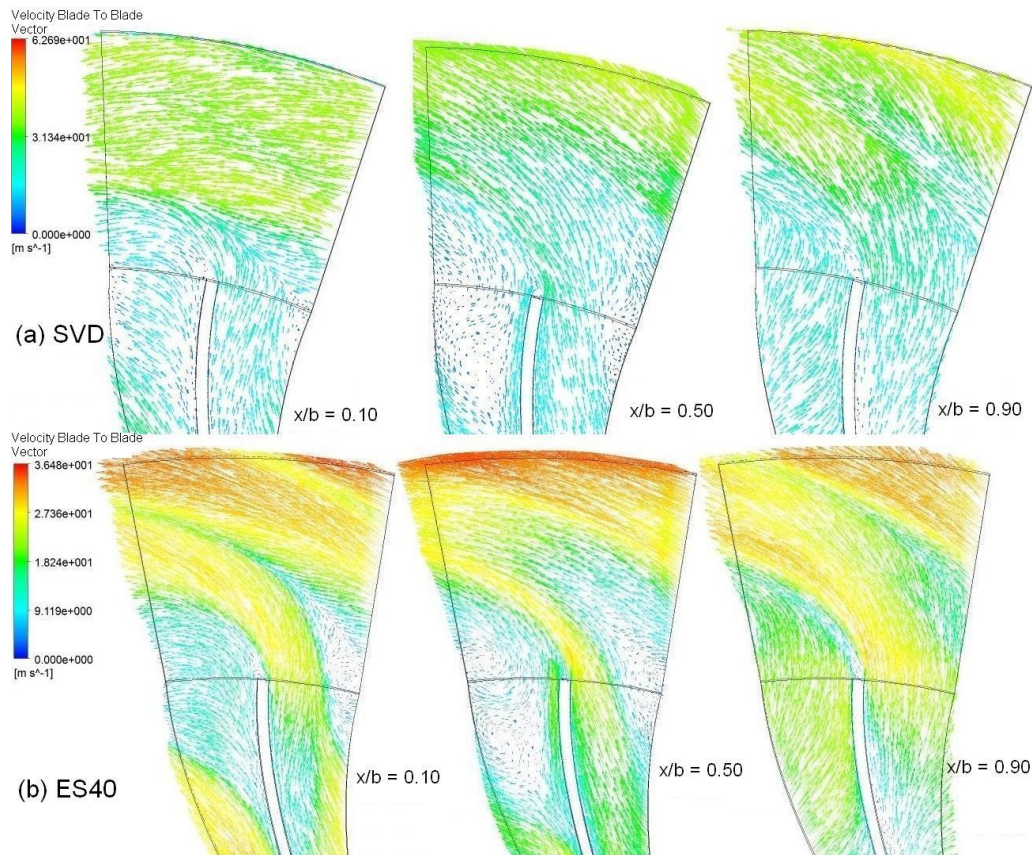 Velocity Blade To Blade
Vector
6.269e+001
3.134e+001
0.000e+000
[m s^-1]
(a) SVD
x/b = 0.10
x/b = 0.50
x/b = 0.90
Velocity Blade To Blade
Vector
3.648e+001
2.736e+001
1.824e+001
9.119e+000
0.000e+000
[m s^-1]
(b) ES40
x/b = 0.10
x/b = 0.50
x/b = 0.90